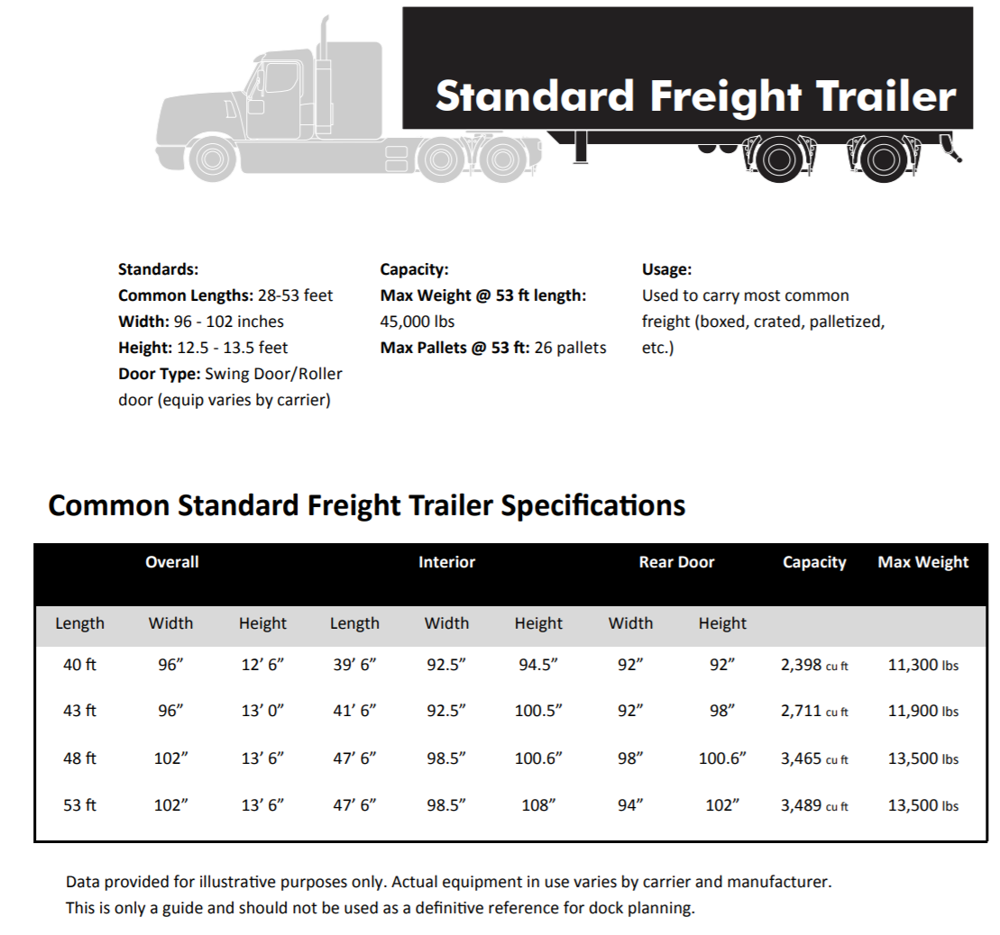 Standard Freight Trailer
Standards:
Common Lengths: 28-53 feet
Width: 96 - 102 inches
Height: 12.5 - 13.5 feet
Door Type: Swing Door/Roller
door (equip varies by carrier)
Capacity:
Max Weight @ 53 ft length:
45,000 lbs
Max Pallets @ 53 ft: 26 pallets
Usage:
Used to carry most common
freight (boxed, crated, palletized,
etc.)
Common Standard Freight Trailer Specifications
Overall Interior Rear Door Capacity Max Weight
Length Width Height Length Width Height Width Height
40 ft 96” 12’ 6” 39’ 6” 92.5” 94.5” 92” 92” 2,398 cu ft 11,300 lbs
43 ft 96” 13’ 0” 41’ 6” 92.5” 100.5” 92” 98” 2,711 cu ft 11,900 lbs
48 ft 102” 13’ 6” 47’ 6” 98.5” 100.6” 98” 100.6” 3,465 cu ft 13,500 lbs
53 ft 102” 13’ 6” 47’ 6” 98.5” 108” 94” 102” 3,489 cu ft 13,500 lbs
Data provided for illustrative purposes only. Actual equipment in use varies by carrier and manufacturer.
This is only a guide and should not be used as a definitive reference for dock planning.